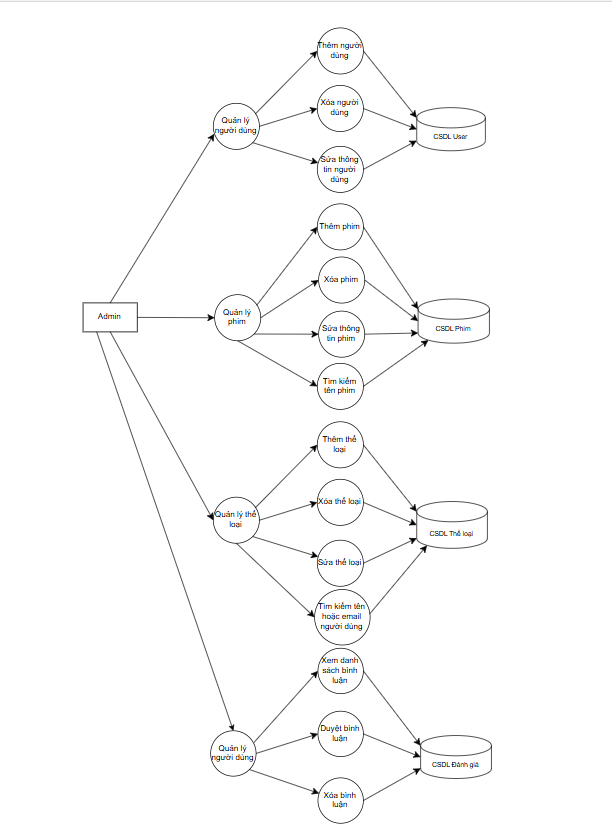 Thêm người
dùng
Xóa người
dùng
Quản lý
người dùng
CSDL User
Sửa thông
tin người
dùng
Thêm phim
Xóa phim
Admin
Quản lý
phim
Sửa thông
tin phim
CSDL Phim
Tìm kiếm
tên phim
Thêm thể
loại
Xóa thể loại
Quản lý thể
loại
CSDL Thể loại
Sửa thể loại
Tìm kiếm tên
hoặc email
người dùng
Xem danh
sách bình
luận
Duyệt bình
luận
Quản lý
người dùng
CSDL Đánh giá
Xóa bình
luận